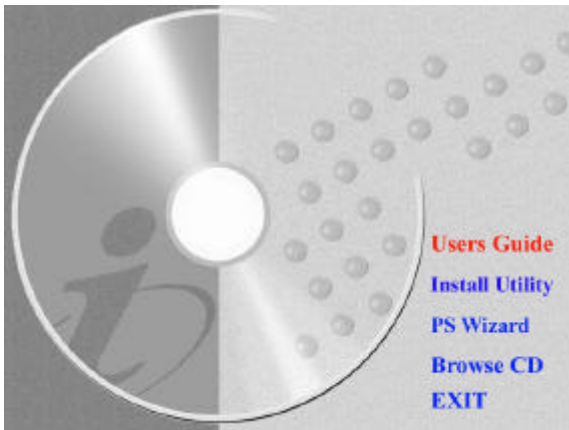 Users Guide
Install Utility
PS Wizard
Browse CD
EXIT